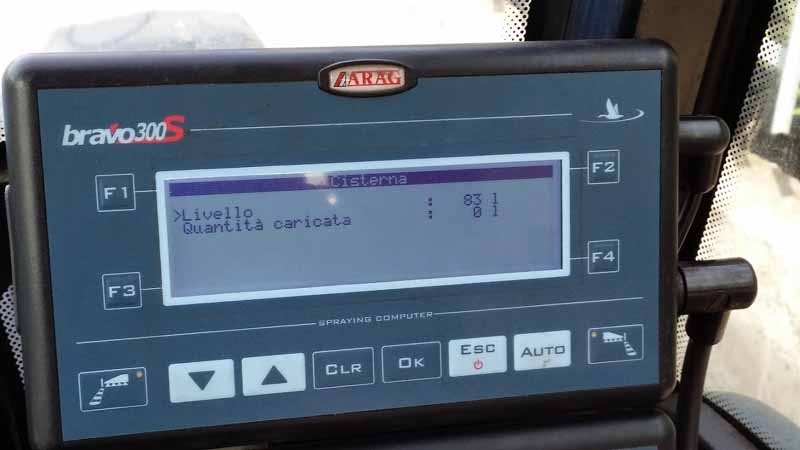 ARAG
bravo300S
F1
F2
Cisterna
>Livello : 83 l
Quantità caricata : 0 l
F3
F4
SPRAYING COMPUTER
CLR
OK
ESC
AUTO